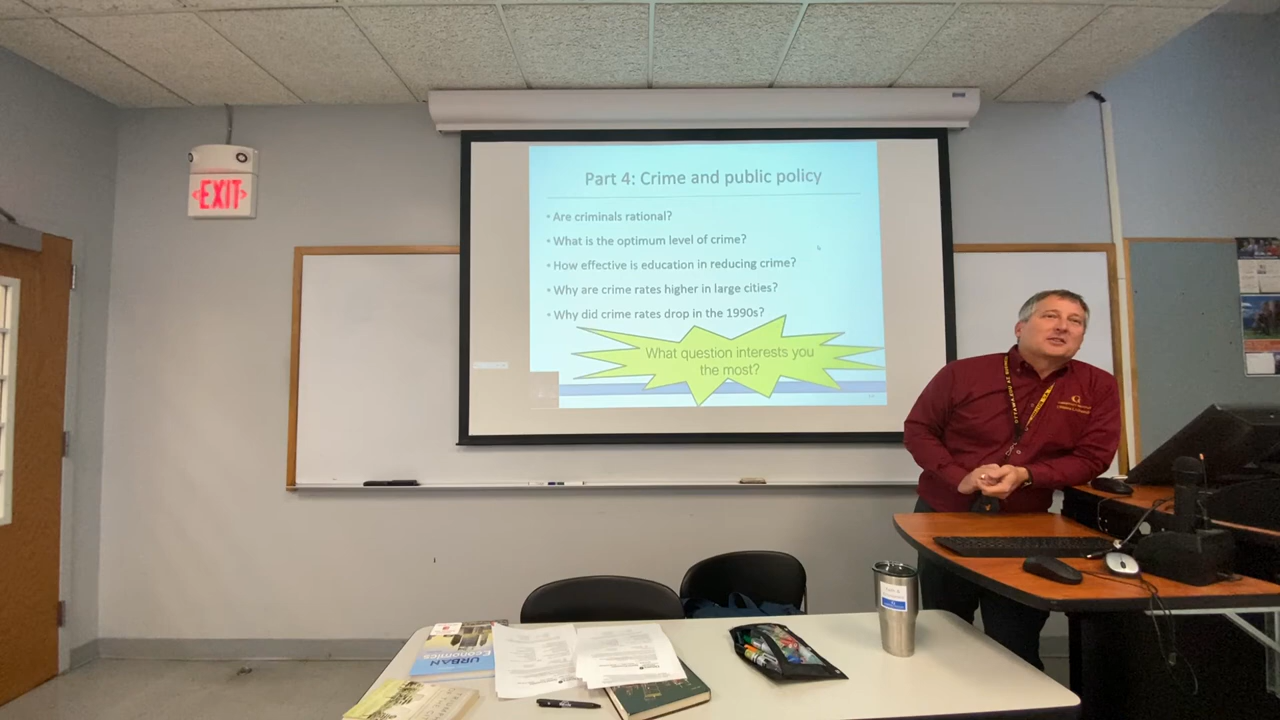 EXIT
Part 4: Crime and public policy
• Are criminals rational?
• What is the optimum level of crime?
• How effective is education in reducing crime?
• Why are crime rates higher in large cities?
• Why did crime rates drop in the 1990s?
What question interests you
the most?
URBAN
Economics